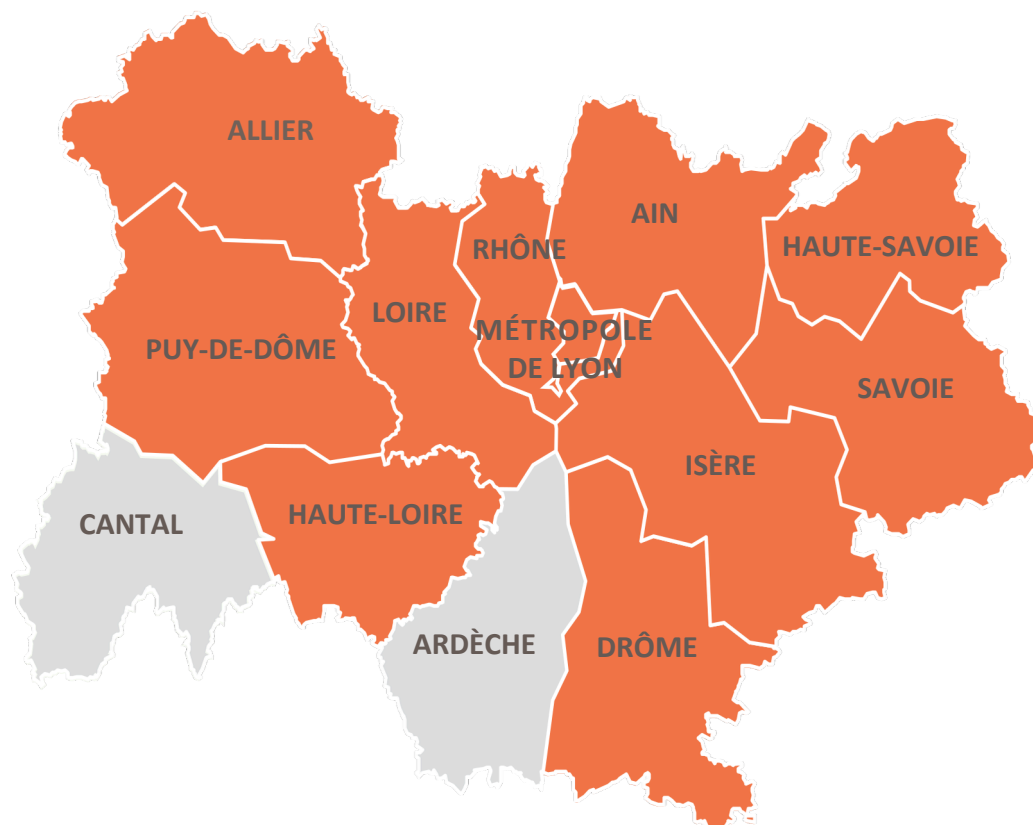 ALLIER
AIN
RHÔNE
HAUTE-SAVOIE
LOIRE
MÉTROPOLE
DE LYON
PUY-DE-DÔME
SAVOIE
ISÈRE
HAUTE-LOIRE
CANTAL
ARDÈCHE
DRÔME